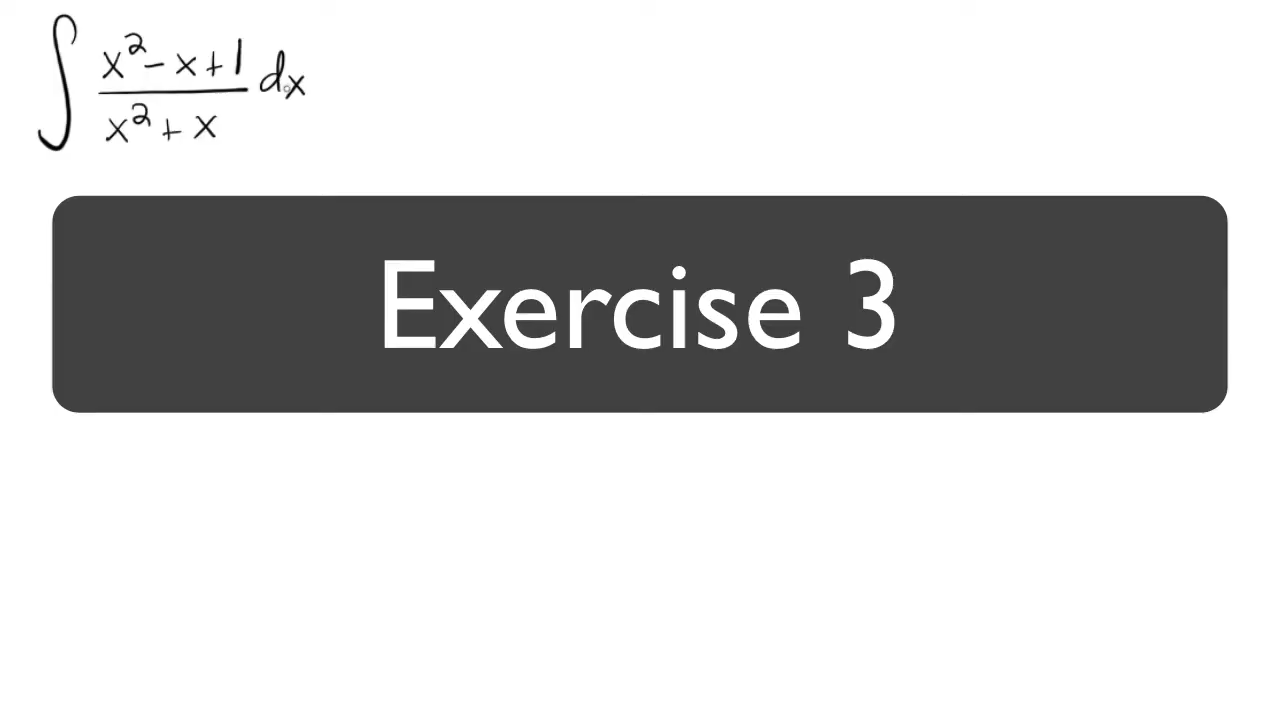 ∫ x² - x + 1 / x² + x dx
Exercise 3